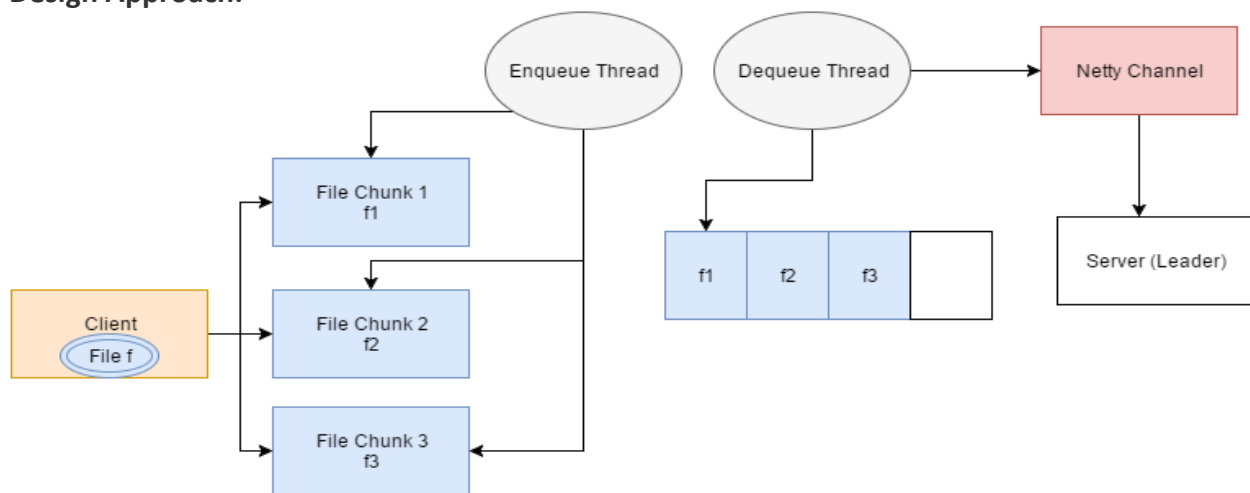 Design Approach:
Enqueue Thread
Dequeue Thread
Netty Channel
File Chunk 1
f1
f1
f2
f3
Server (Leader)
Client
File f
File Chunk 2
f2
File Chunk 3
f3